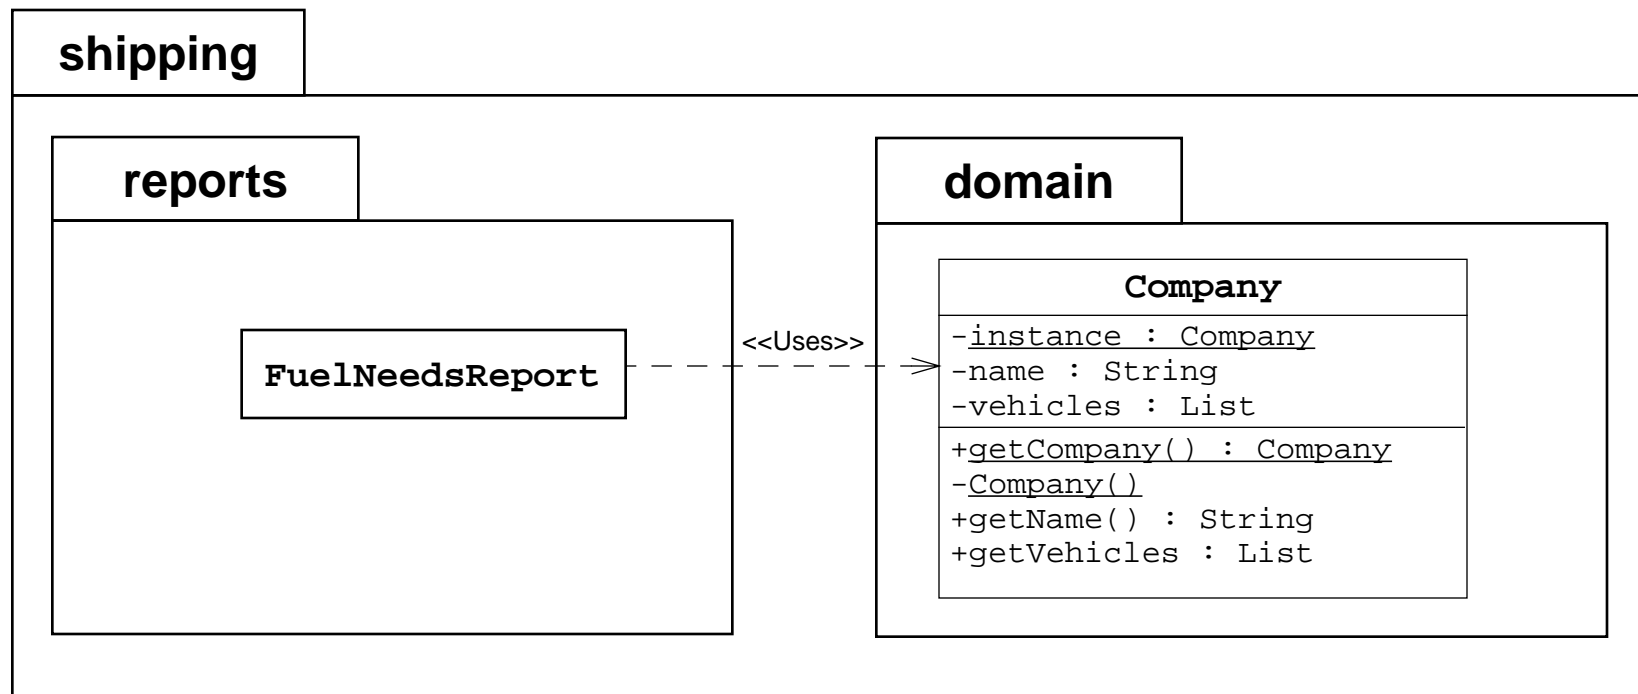 shipping
reports
domain
Company
-instance : Company
-name : String
-vehicles : List
<<Uses>>
FuelNeedsReport
+getCompany() : Company
-Company()
+getName() : String
+getVehicles : List